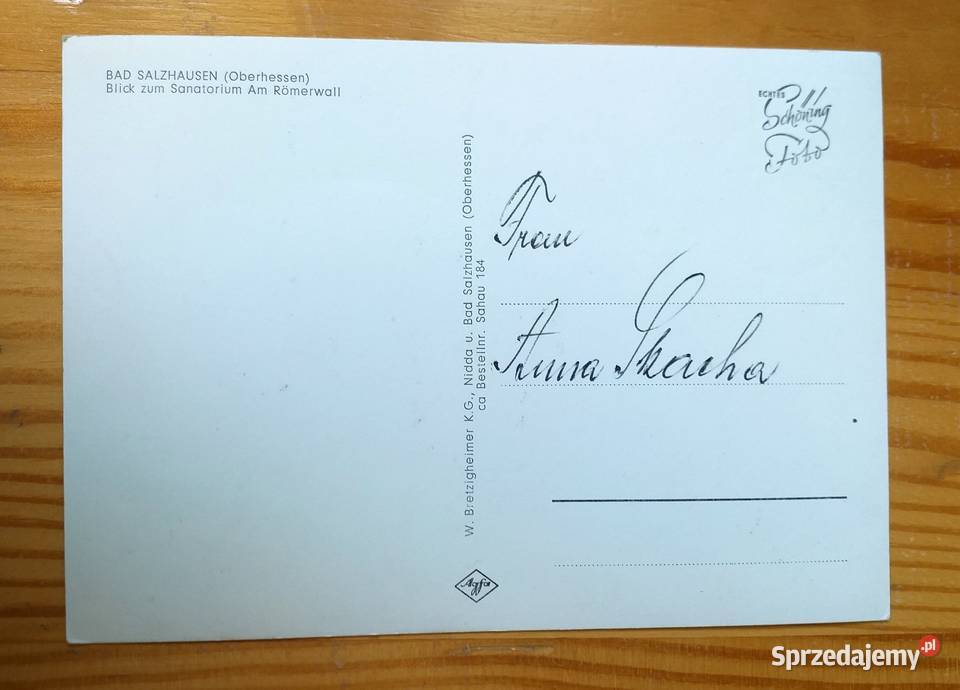 BAD SALZHAUSEN (Oberhessen)
Blick zum Sanatorium Am Römerwall
ECHTES
Schöning
Foto
W. Bretzigheimer K.G., Nidda u. Bad Salzhausen (Oberhessen)
ca Bestellnr. Sahau 184
Frau
Anna Skacha
Agfa
Sprzedajemy.pl